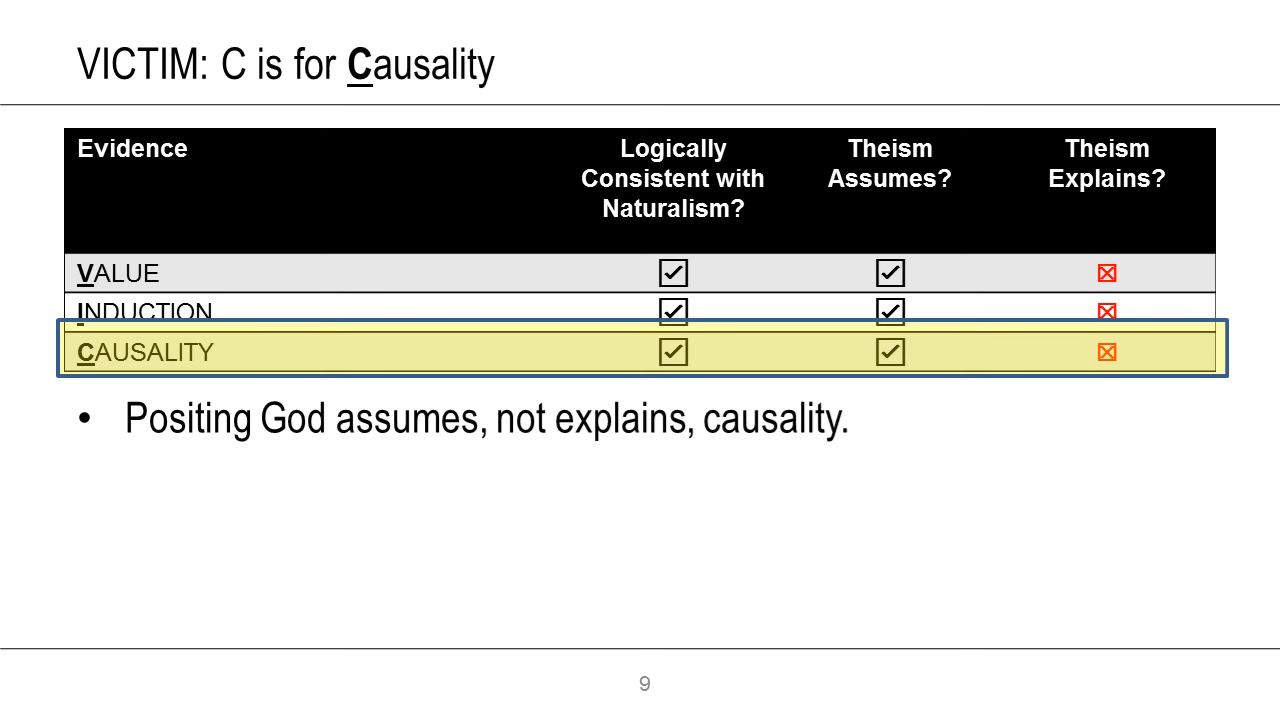 VICTIM: C is for Causality
Evidence Logically Consistent with Naturalism? Theism Assumes? Theism Explains?
VALUE
INDUCTION
CAUSALITY
• Positing God assumes, not explains, causality.
9